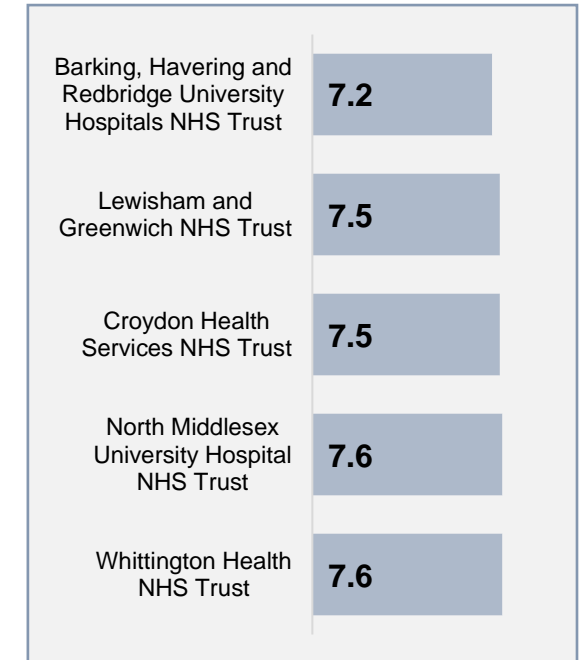 Barking, Havering and
Redbridge University
Hospitals NHS Trust
7.2
Lewisham and
Greenwich NHS Trust
7.5
Croydon Health
Services NHS Trust
7.5
North Middlesex
University Hospital
NHS Trust
7.6
Whittington Health
NHS Trust
7.6